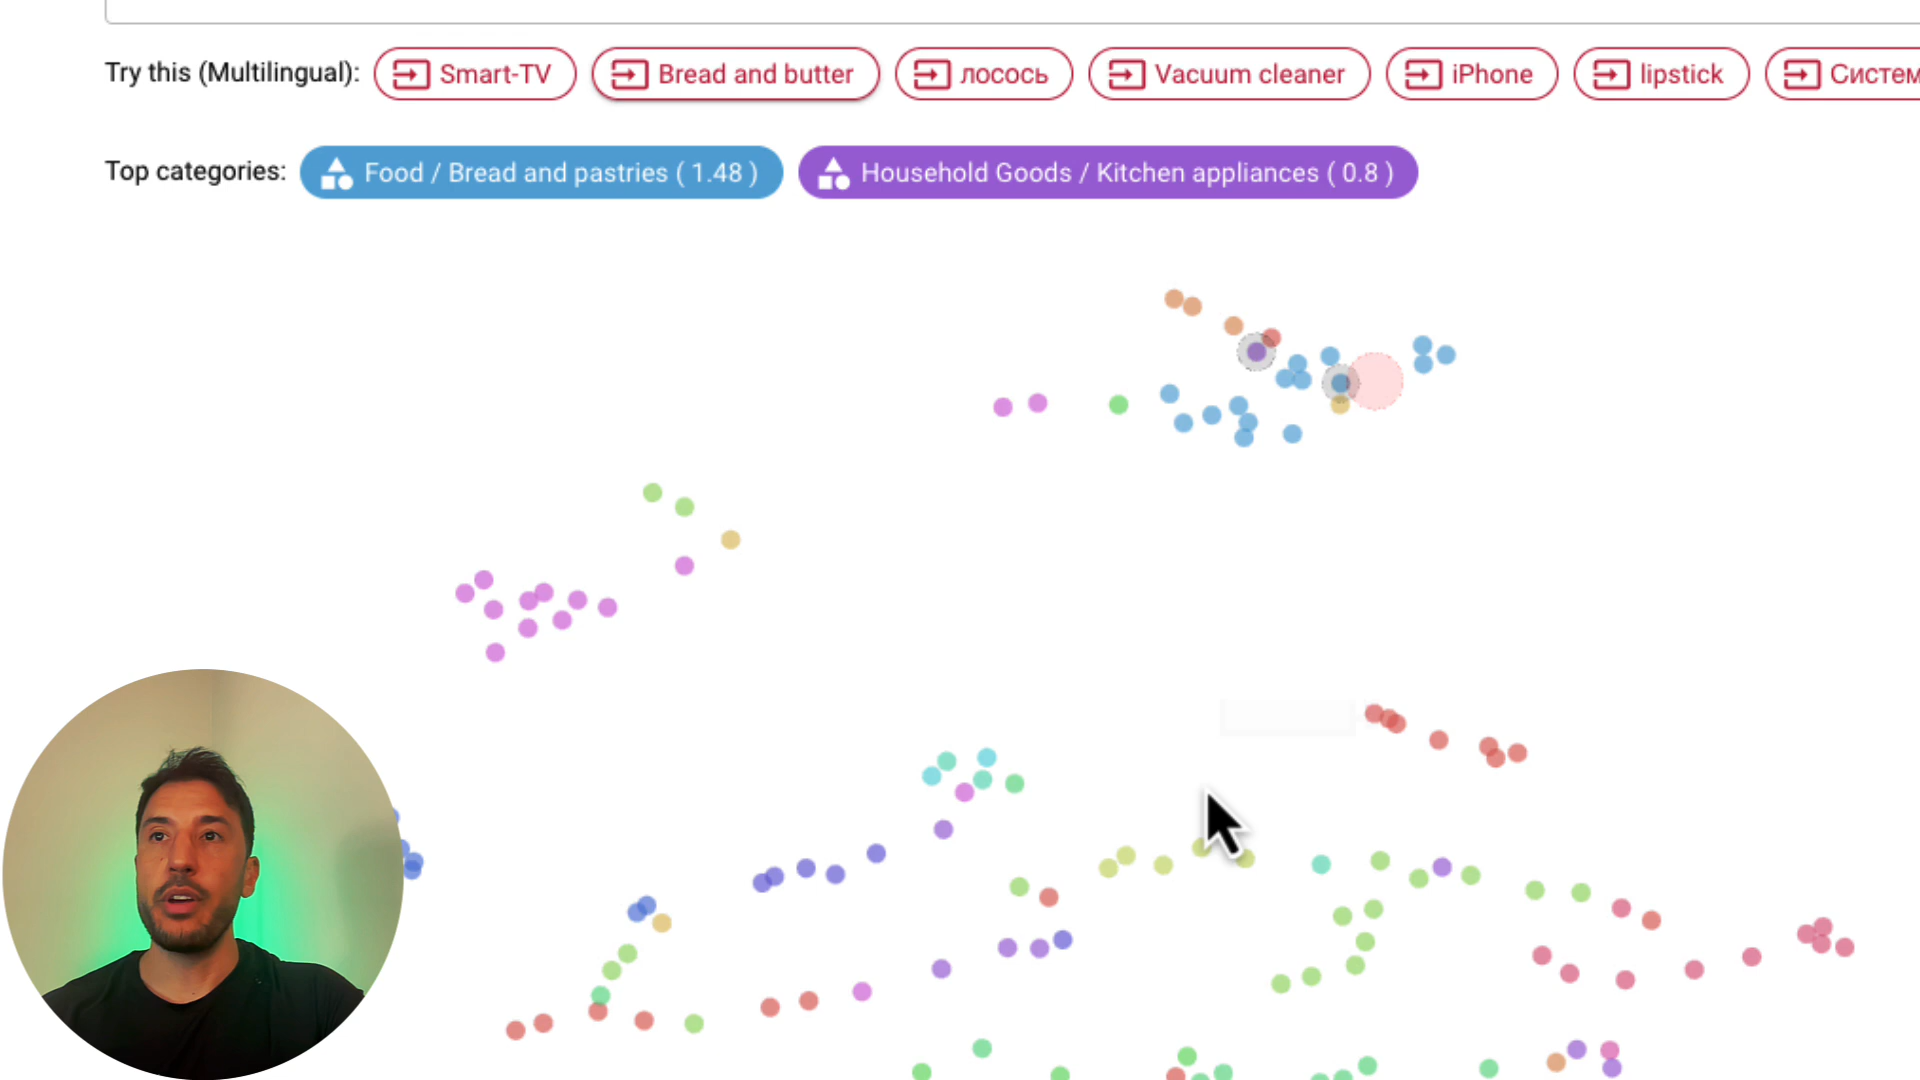 Try this (Multilingual): Smart-TV Bread and butter лосось Vacuum cleaner iPhone lipstick Систем
Top categories: Food / Bread and pastries ( 1.48 ) Household Goods / Kitchen appliances ( 0.8 )